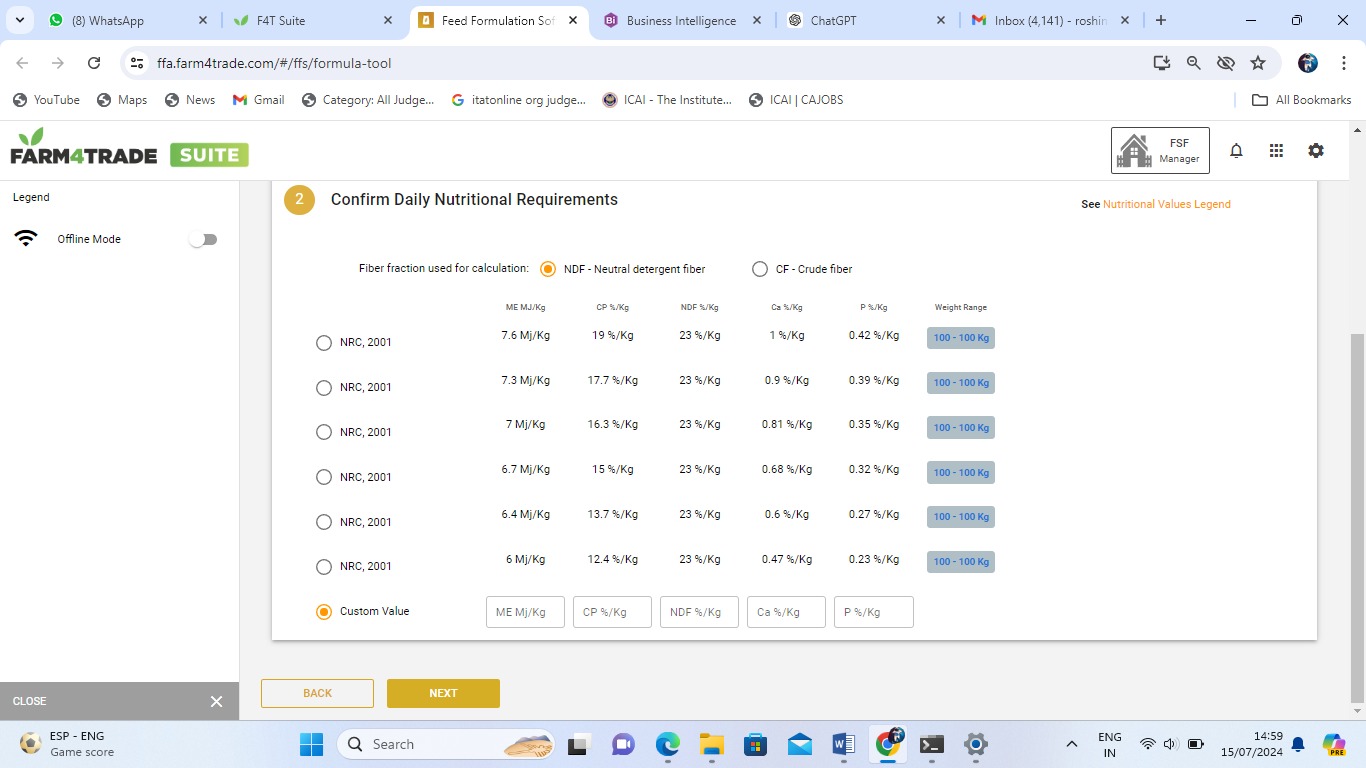 (8) WhatsApp
F4T Suite
Feed Formulation Sof
Business Intelligence
ChatGPT
Inbox (4,141) - roshin
ffa.farm4trade.com/#/ffs/formula-tool
YouTube Maps News Gmail Category: All Judge... itatonline org judge... ICAI - The Institute... ICAI | CAJOBS All Bookmarks
FARM4TRADE SUITE
FSF
Manager
Legend
Offline Mode
2 Confirm Daily Nutritional Requirements
See Nutritional Values Legend
Fiber fraction used for calculation: NDF - Neutral detergent fiber CF - Crude fiber
ME MJ/Kg CP %/Kg NDF %/Kg Ca %/Kg P %/Kg Weight Range
NRC, 2001 7.6 Mj/Kg 19 %/Kg 23 %/Kg 1 %/Kg 0.42 %/Kg 100 - 100 Kg
NRC, 2001 7.3 Mj/Kg 17.7 %/Kg 23 %/Kg 0.9 %/Kg 0.39 %/Kg 100 - 100 Kg
NRC, 2001 7 Mj/Kg 16.3 %/Kg 23 %/Kg 0.81 %/Kg 0.35 %/Kg 100 - 100 Kg
NRC, 2001 6.7 Mj/Kg 15 %/Kg 23 %/Kg 0.68 %/Kg 0.32 %/Kg 100 - 100 Kg
NRC, 2001 6.4 Mj/Kg 13.7 %/Kg 23 %/Kg 0.6 %/Kg 0.27 %/Kg 100 - 100 Kg
NRC, 2001 6 Mj/Kg 12.4 %/Kg 23 %/Kg 0.47 %/Kg 0.23 %/Kg 100 - 100 Kg
Custom Value ME Mj/Kg CP %/Kg NDF %/Kg Ca %/Kg P %/Kg
BACK NEXT
CLOSE
ESP - ENG
Game score
Search
ENG
IN
14:59
15/07/2024
PRE